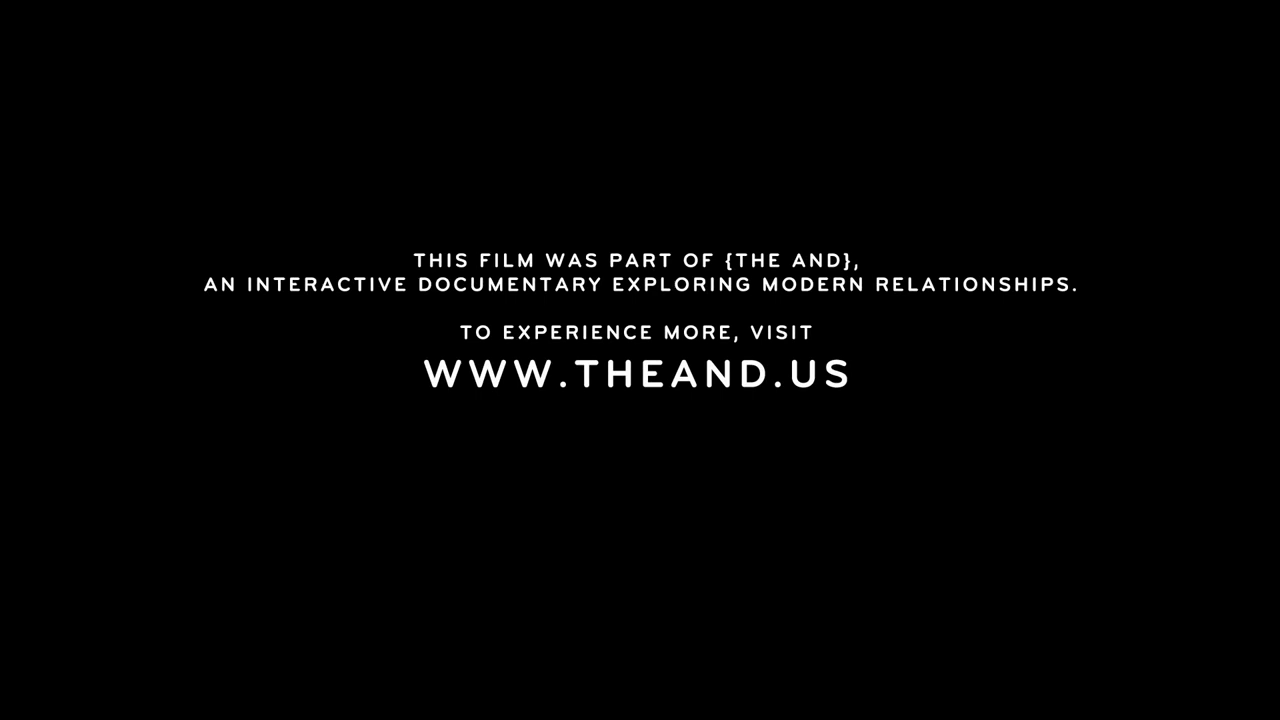 THIS FILM WAS PART OF {THE AND},
AN INTERACTIVE DOCUMENTARY EXPLORING MODERN RELATIONSHIPS.
TO EXPERIENCE MORE, VISIT
WWW.THEAND.US